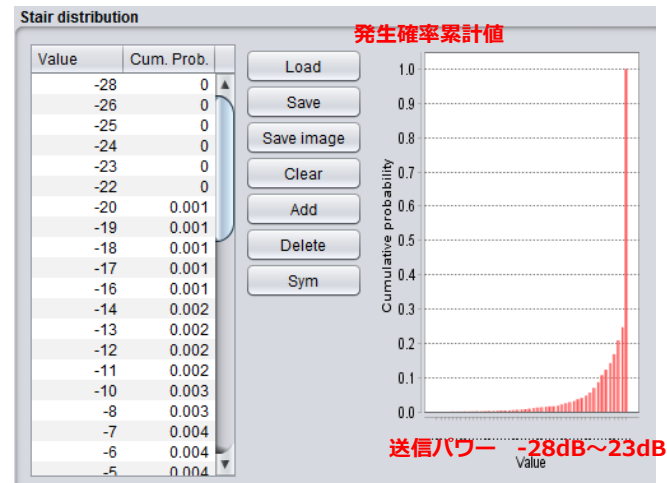 Stair distribution
発生確率累計値
Value Cum. Prob.
-28 0
-26 0
-25 0
-24 0
-23 0
-22 0
-20 0.001
-19 0.001
-18 0.001
-17 0.001
-16 0.001
-14 0.002
-13 0.002
-12 0.002
-11 0.002
-10 0.003
-8 0.003
-7 0.004
-6 0.004
-5 0.004
Load
Save
Save image
Clear
Add
Delete
Sym
Cumulative probability
1.0
0.9
0.8
0.7
0.6
0.5
0.4
0.3
0.2
0.1
0.0
送信パワー -28dB～23dB
Value